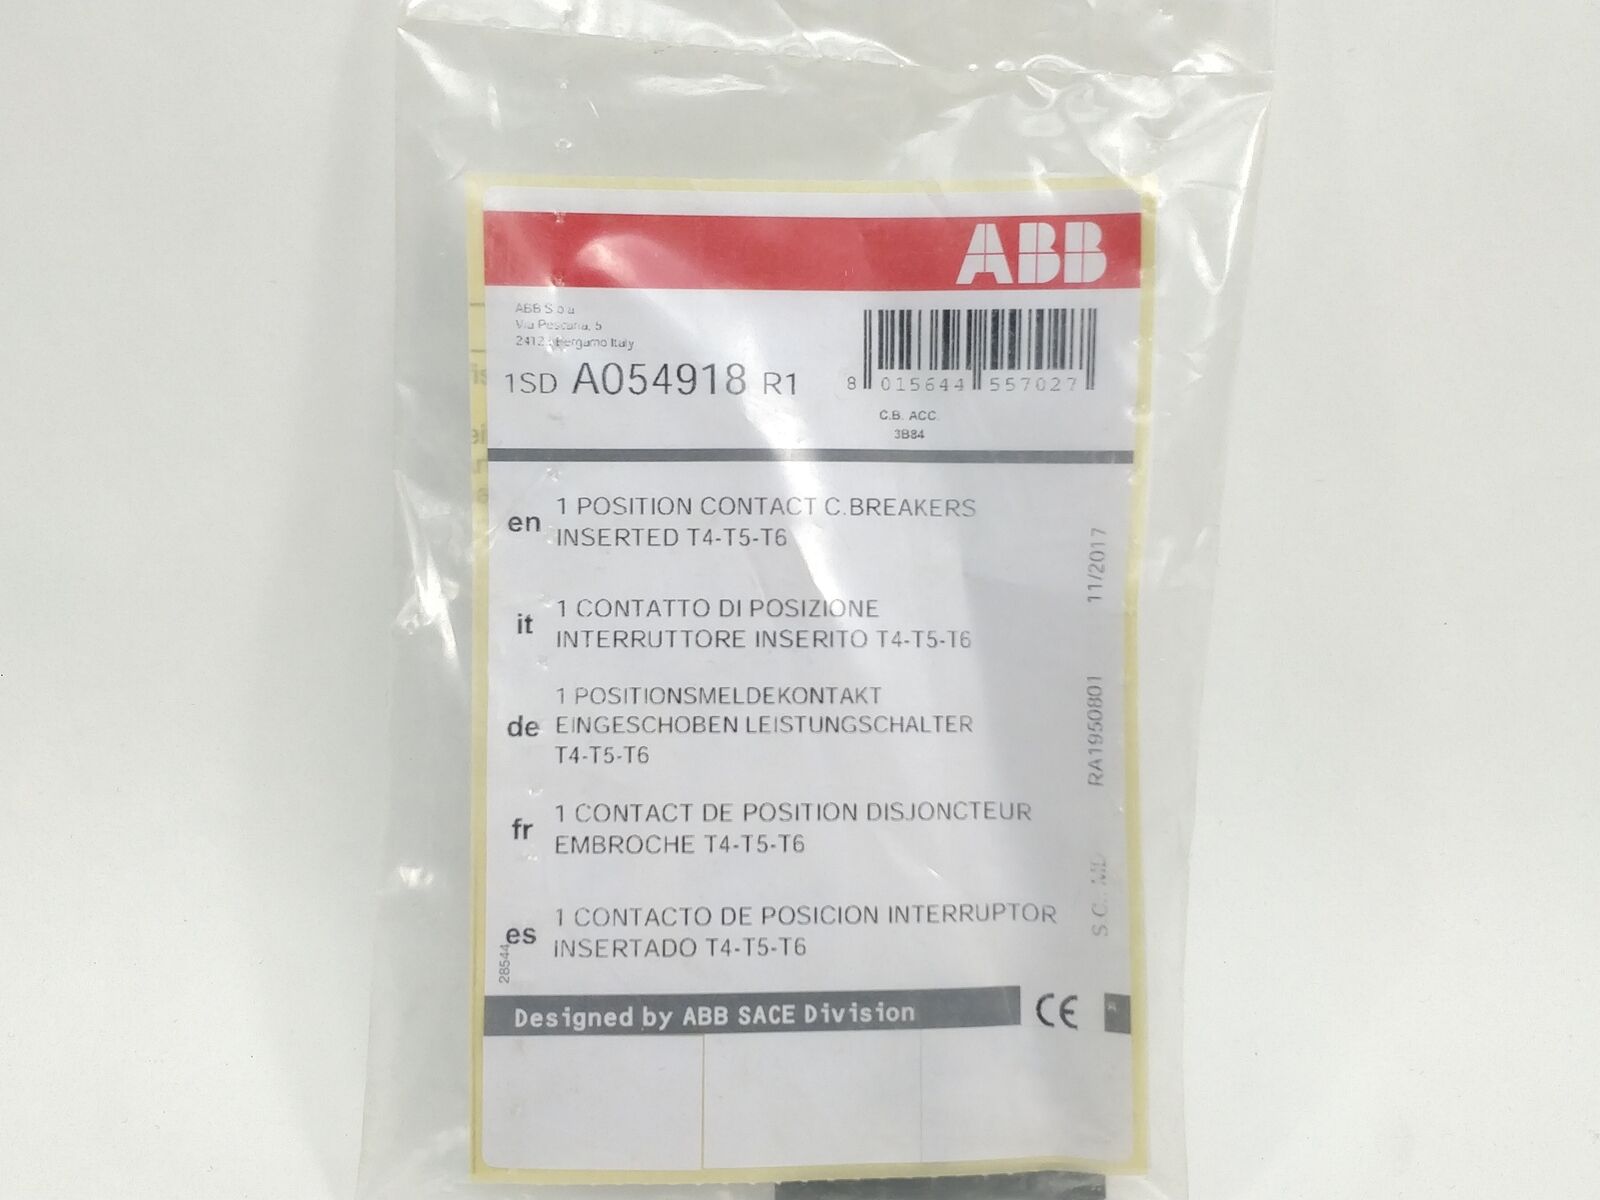 ABB
ABB S.p.a
Via Pescaria, 5
Bergamo Italy
1SD A054918 R1
8 015644 557027
C.B. ACC.
3B84
en 1 POSITION CONTACT C.BREAKERS
INSERTED T4-T5-T6
it 1 CONTATTO DI POSIZIONE
INTERRUTTORE INSERITO T4-T5-T6
de 1 POSITIONSMELDEKONTAKT
EINGESCHOBEN LEISTUNGSCHALTER
T4-T5-T6
fr 1 CONTACT DE POSITION DISJONCTEUR
EMBROCHE T4-T5-T6
es 1 CONTACTO DE POSICION INTERRUPTOR
INSERTADO T4-T5-T6
28544
S.C.: MD RA1950801 11/2017
Designed by ABB SACE Division
CE